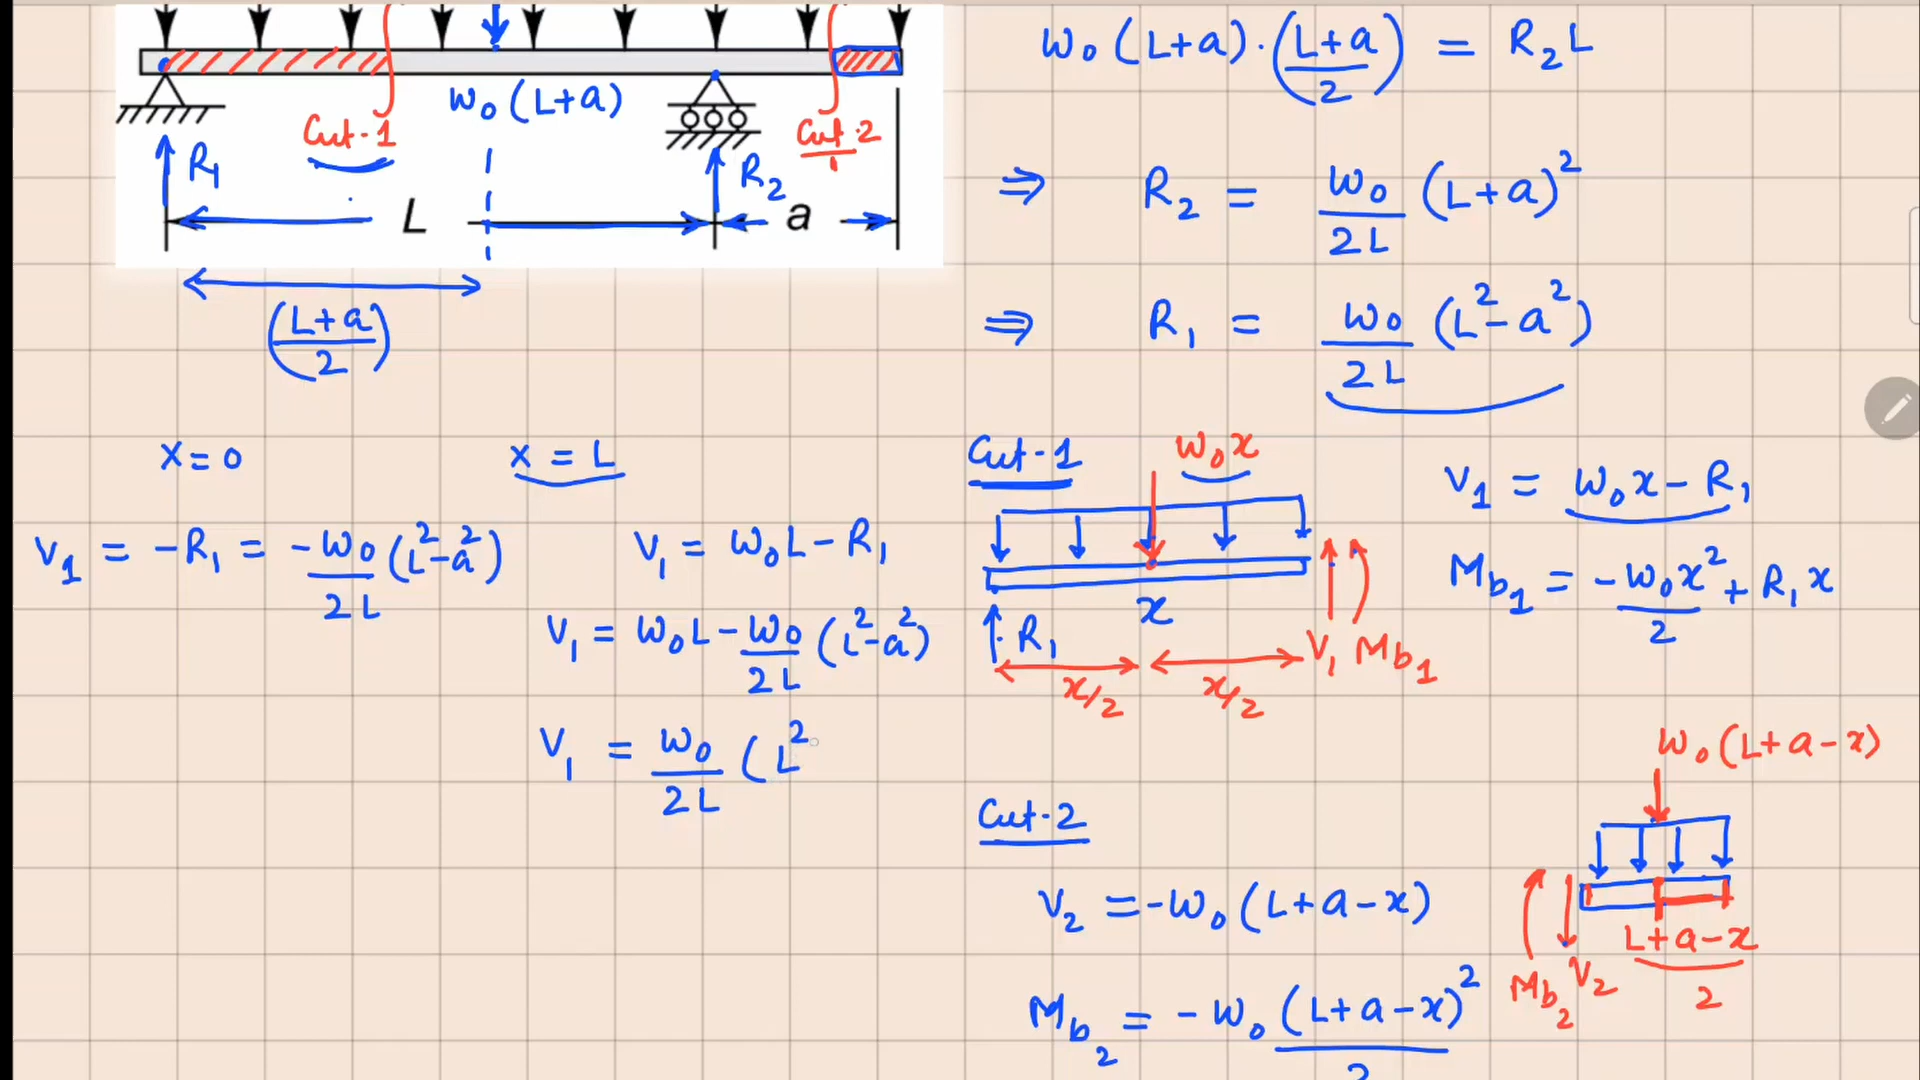 w₀(L+a)
Cut-1
Cut-2
R₁
R₂
L
a
(L+a)/2
w₀(L+a)·(L+a)/2 = R₂L
⇒ R₂ = w₀/2L (L+a)²
⇒ R₁ = w₀/2L (L²-a²)
x=0
x = L
V₁ = -R₁ = -w₀/2L (L²-a²)
V₁ = w₀L-R₁
V₁ = w₀L-w₀/2L (L²-a²)
V₁ = w₀/2L (L²
Cut-1
w₀x
x
R₁
V₁ Mb₁
x/2
x/2
V₁ = w₀x-R₁
Mb₁ = -w₀x²/2 + R₁x
Cut-2
w₀(L+a-x)
V₂ = -w₀(L+a-x)
L+a-x/2
Mb₂ V₂
Mb₂ = -w₀(L+a-x)²